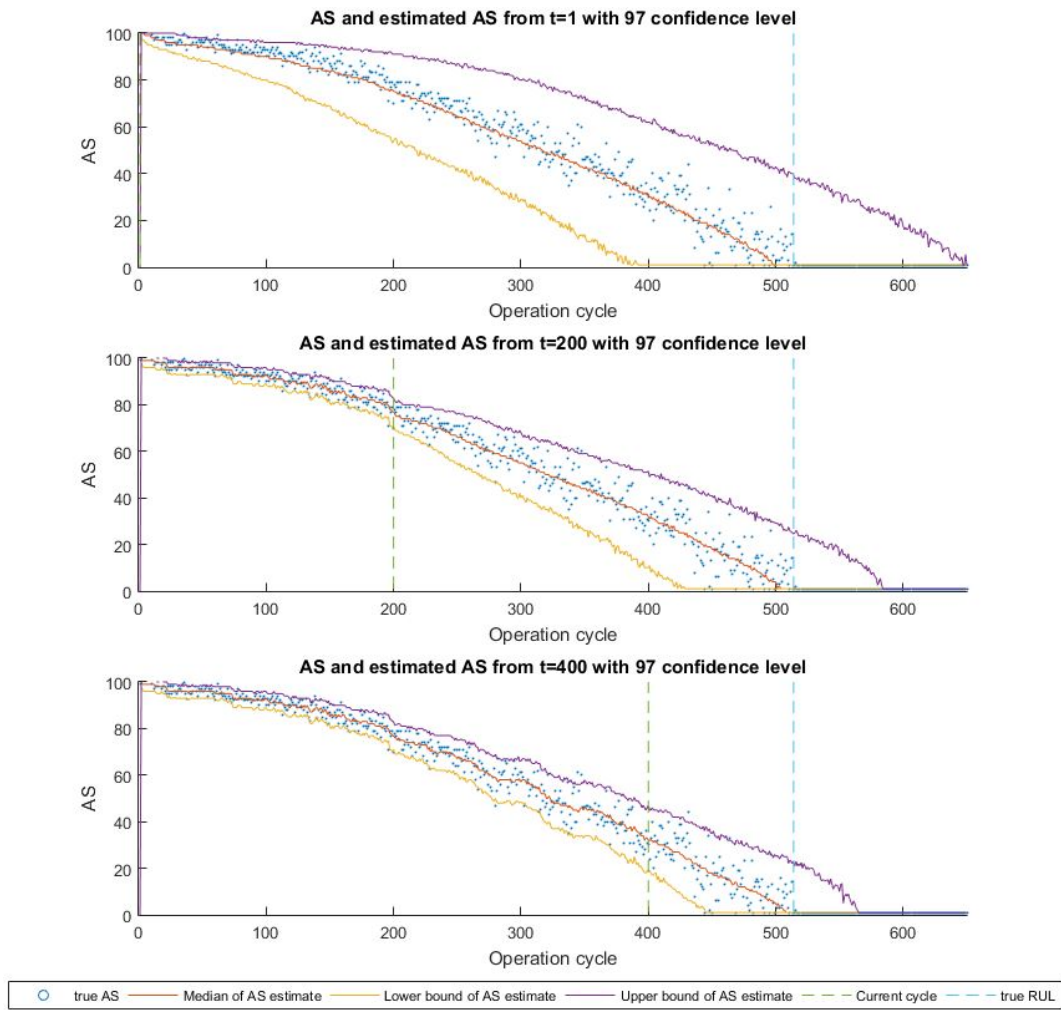 AS and estimated AS from t=1 with 97 confidence level
100
80
60
40
20
0
AS
0 100 200 300 400 500 600
Operation cycle
AS and estimated AS from t=200 with 97 confidence level
100
80
60
40
20
0
AS
0 100 200 300 400 500 600
Operation cycle
AS and estimated AS from t=400 with 97 confidence level
100
80
60
40
20
0
AS
0 100 200 300 400 500 600
Operation cycle
true AS Median of AS estimate Lower bound of AS estimate Upper bound of AS estimate Current cycle true RUL